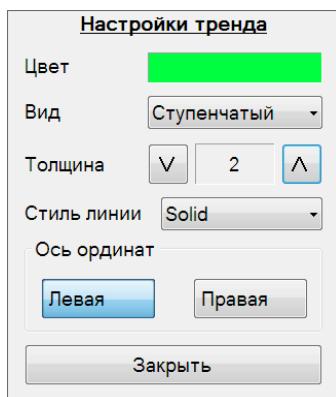 Настройки тренда
Цвет
Вид Ступенчатый
Толщина V 2 Λ
Стиль линии Solid
Ось ординат
Левая Правая
Закрыть